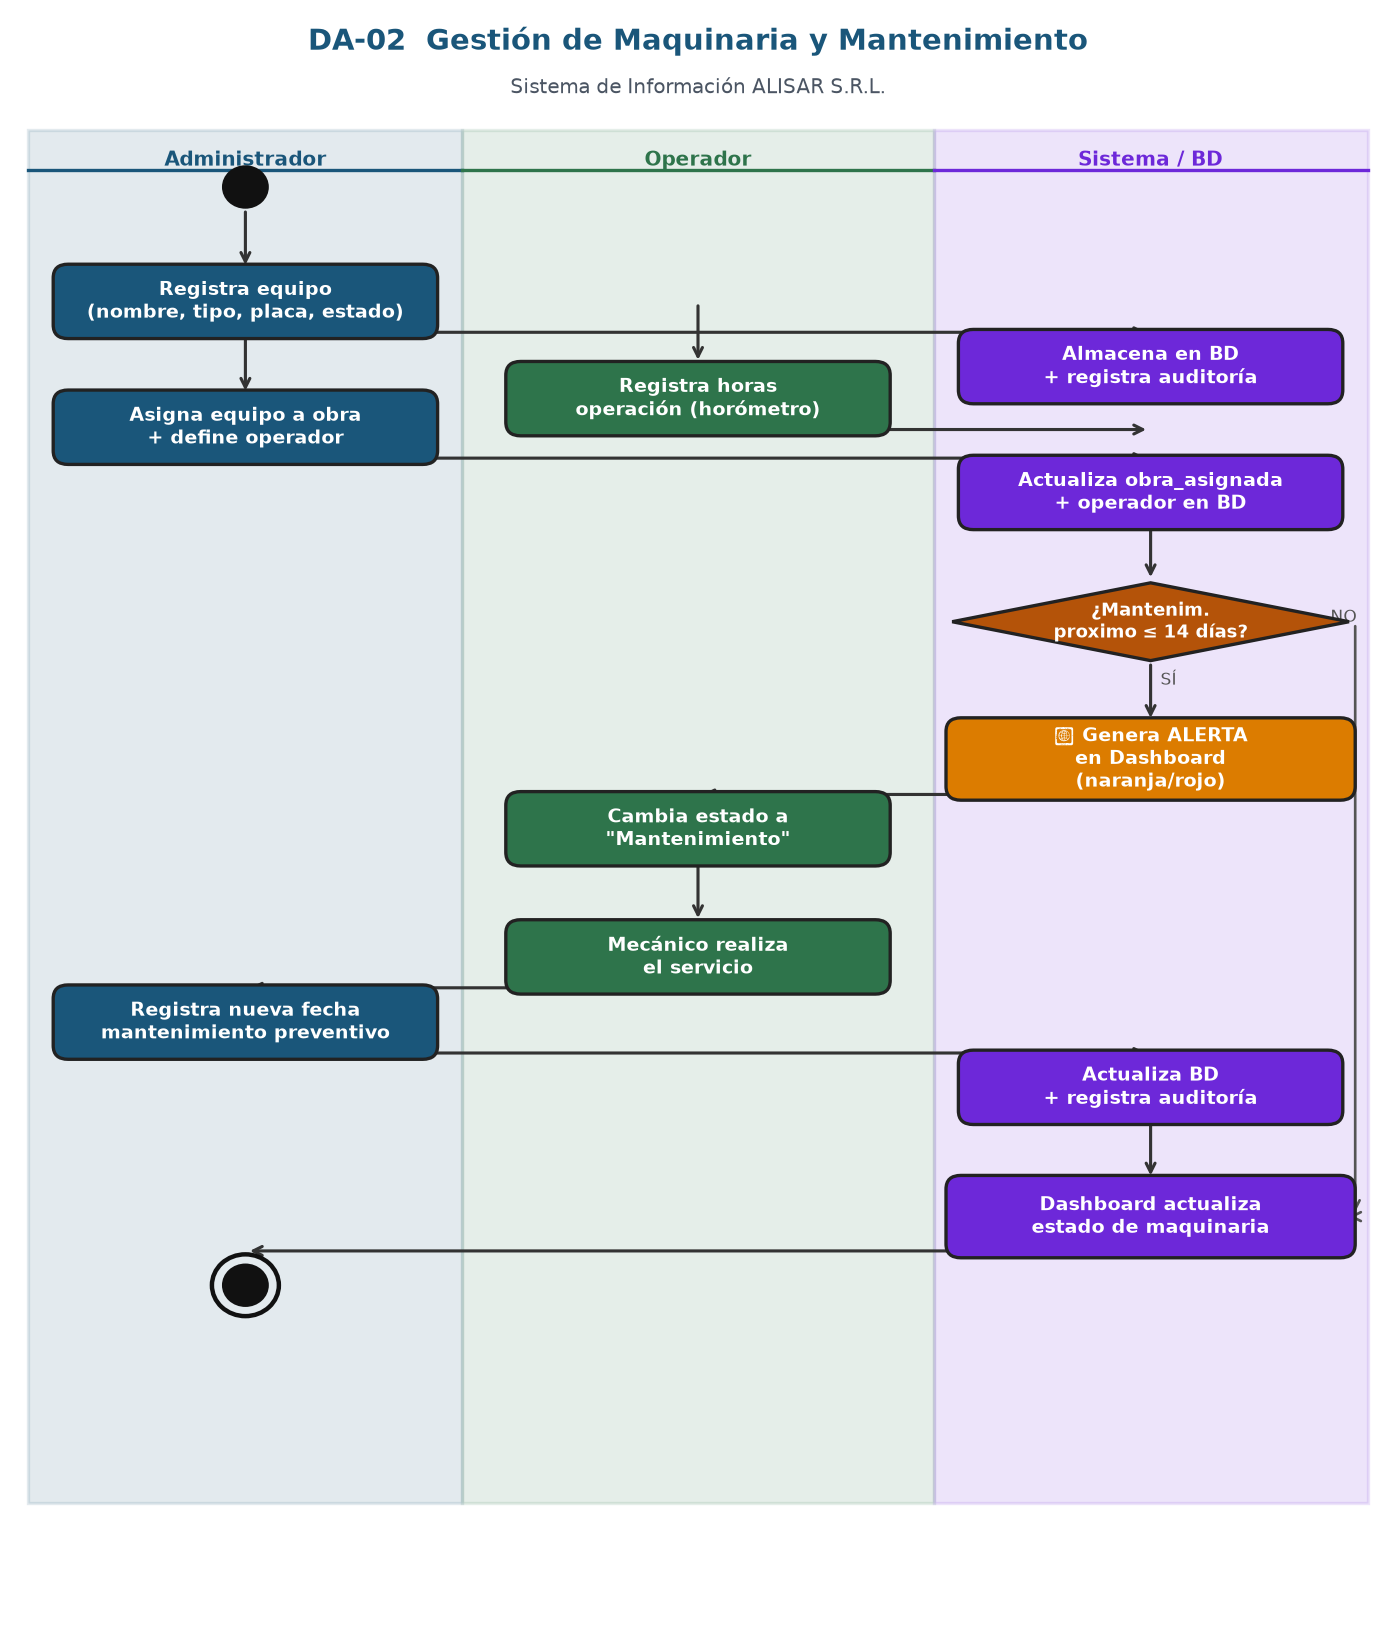 DA-02  Gestión de Maquinaria y Mantenimiento
Sistema de Información ALISAR S.R.L.
Administrador
Operador
Sistema / BD
Registra equipo
(nombre, tipo, placa, estado)
Almacena en BD
+ registra auditoría
Registra horas
operación (horómetro)
Asigna equipo a obra
+ define operador
Actualiza obra_asignada
+ operador en BD
¿Mantenim.
proximo ≤ 14 días?
NO
SÍ
Genera ALERTA
en Dashboard
(naranja/rojo)
Cambia estado a
"Mantenimiento"
Mecánico realiza
el servicio
Registra nueva fecha
mantenimiento preventivo
Actualiza BD
+ registra auditoría
Dashboard actualiza
estado de maquinaria